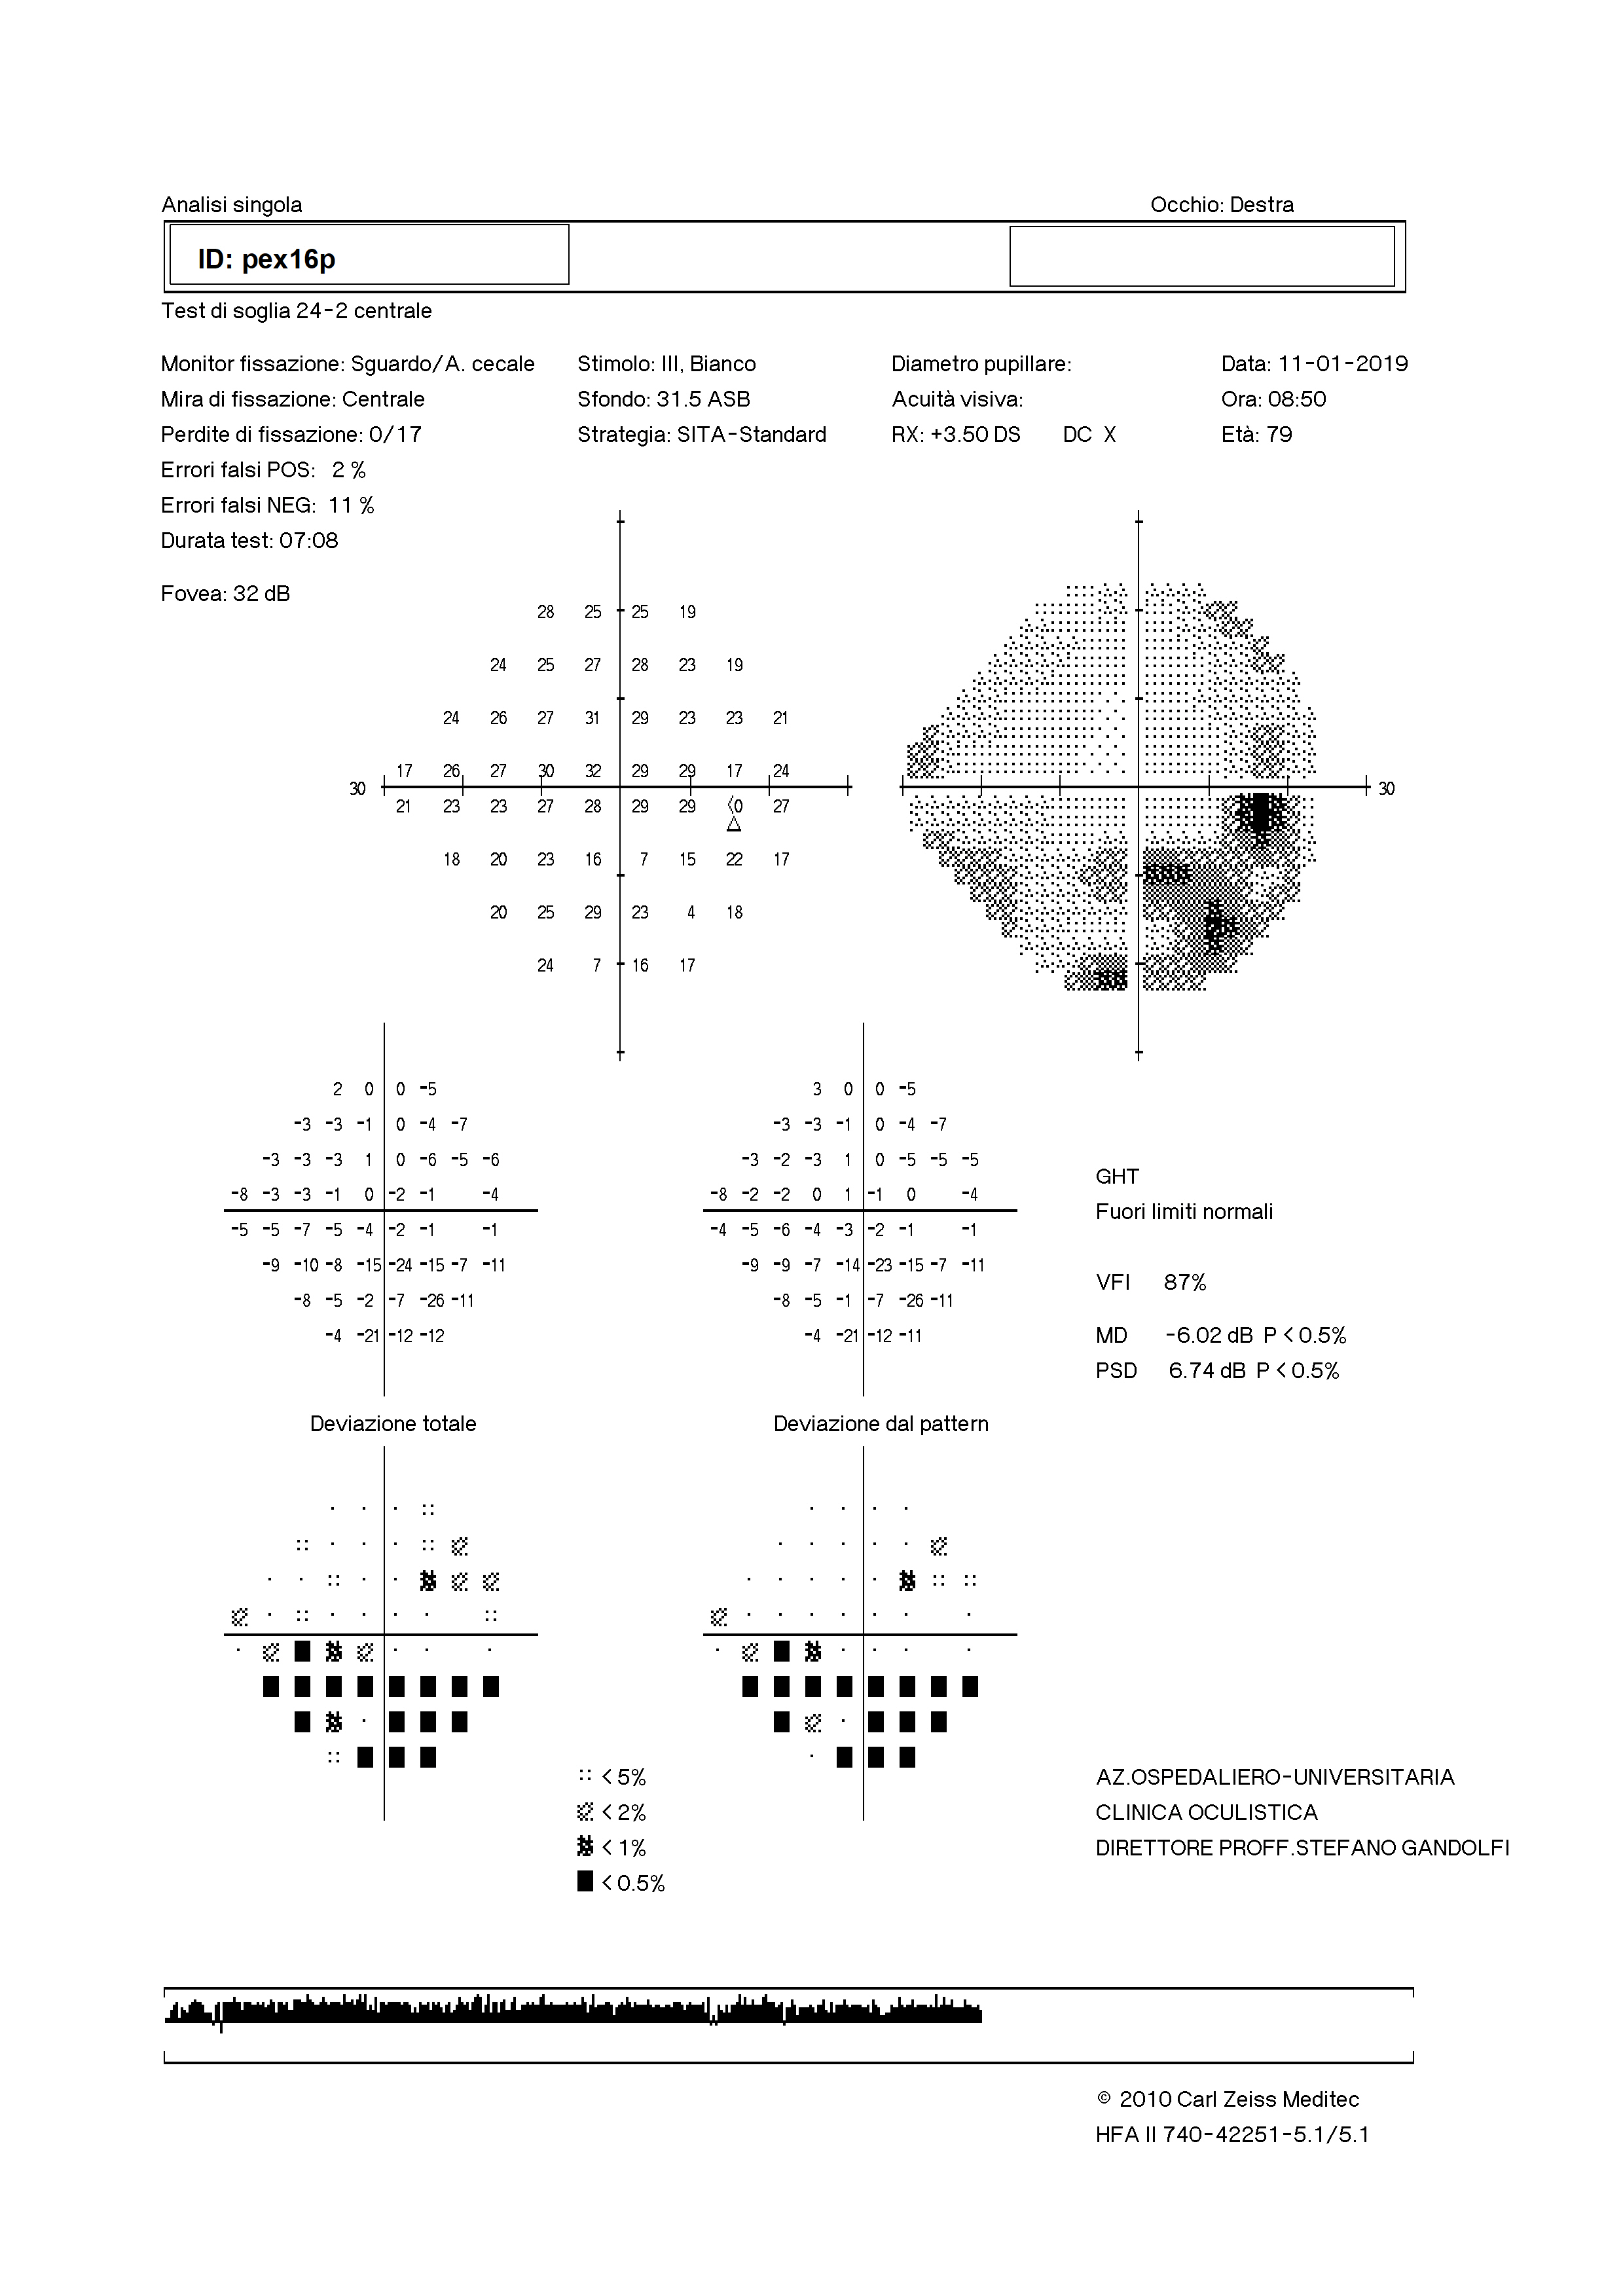 Analisi singola Occhio: Destra
ID: pex16p
Test di soglia 24-2 centrale
Monitor fissazione: Sguardo/A. cecale Stimolo: III, Bianco Diametro pupillare: Data: 11-01-2019
Mira di fissazione: Centrale Sfondo: 31.5 ASB Acuità visiva: Ora: 08:50
Perdite di fissazione: 0/17 Strategia: SITA-Standard RX: +3.50 DS DC X Età: 79
Errori falsi POS: 2 %
Errori falsi NEG: 11 %
Durata test: 07:08
Fovea: 32 dB
28 25 25 19
24 25 27 28 23 19
24 26 27 31 29 23 23 21
17 26 27 30 32 29 29 17 24
30 30
21 23 23 27 28 29 29 <0 27
18 20 23 16 7 15 22 17
20 25 29 23 4 18
24 7 16 17
2 0 0 -5 3 0 0 -5
-3 -3 -1 0 -4 -7 -3 -3 -1 0 -4 -7
-3 -3 -3 1 0 -6 -5 -6 -3 -2 -3 1 0 -5 -5 -5
GHT
-8 -3 -3 -1 0 -2 -1 -4 -8 -2 -2 0 1 -1 0 -4
Fuori limiti normali
-5 -5 -7 -5 -4 -2 -1 -1 -4 -5 -6 -4 -3 -2 -1 -1
-9 -10 -8 -15 -24 -15 -7 -11 -9 -9 -7 -14 -23 -15 -7 -11
VFI 87%
-8 -5 -2 -7 -26 -11 -8 -5 -1 -7 -26 -11
-4 -21 -12 -12 -4 -21 -12 -11
MD -6.02 dB P < 0.5%
PSD 6.74 dB P < 0.5%
Deviazione totale Deviazione dal pattern
< 5%
< 2%
< 1%
< 0.5%
AZ.OSPEDALIERO-UNIVERSITARIA
CLINICA OCULISTICA
DIRETTORE PROFF.STEFANO GANDOLFI
© 2010 Carl Zeiss Meditec
HFA II 740-42251-5.1/5.1